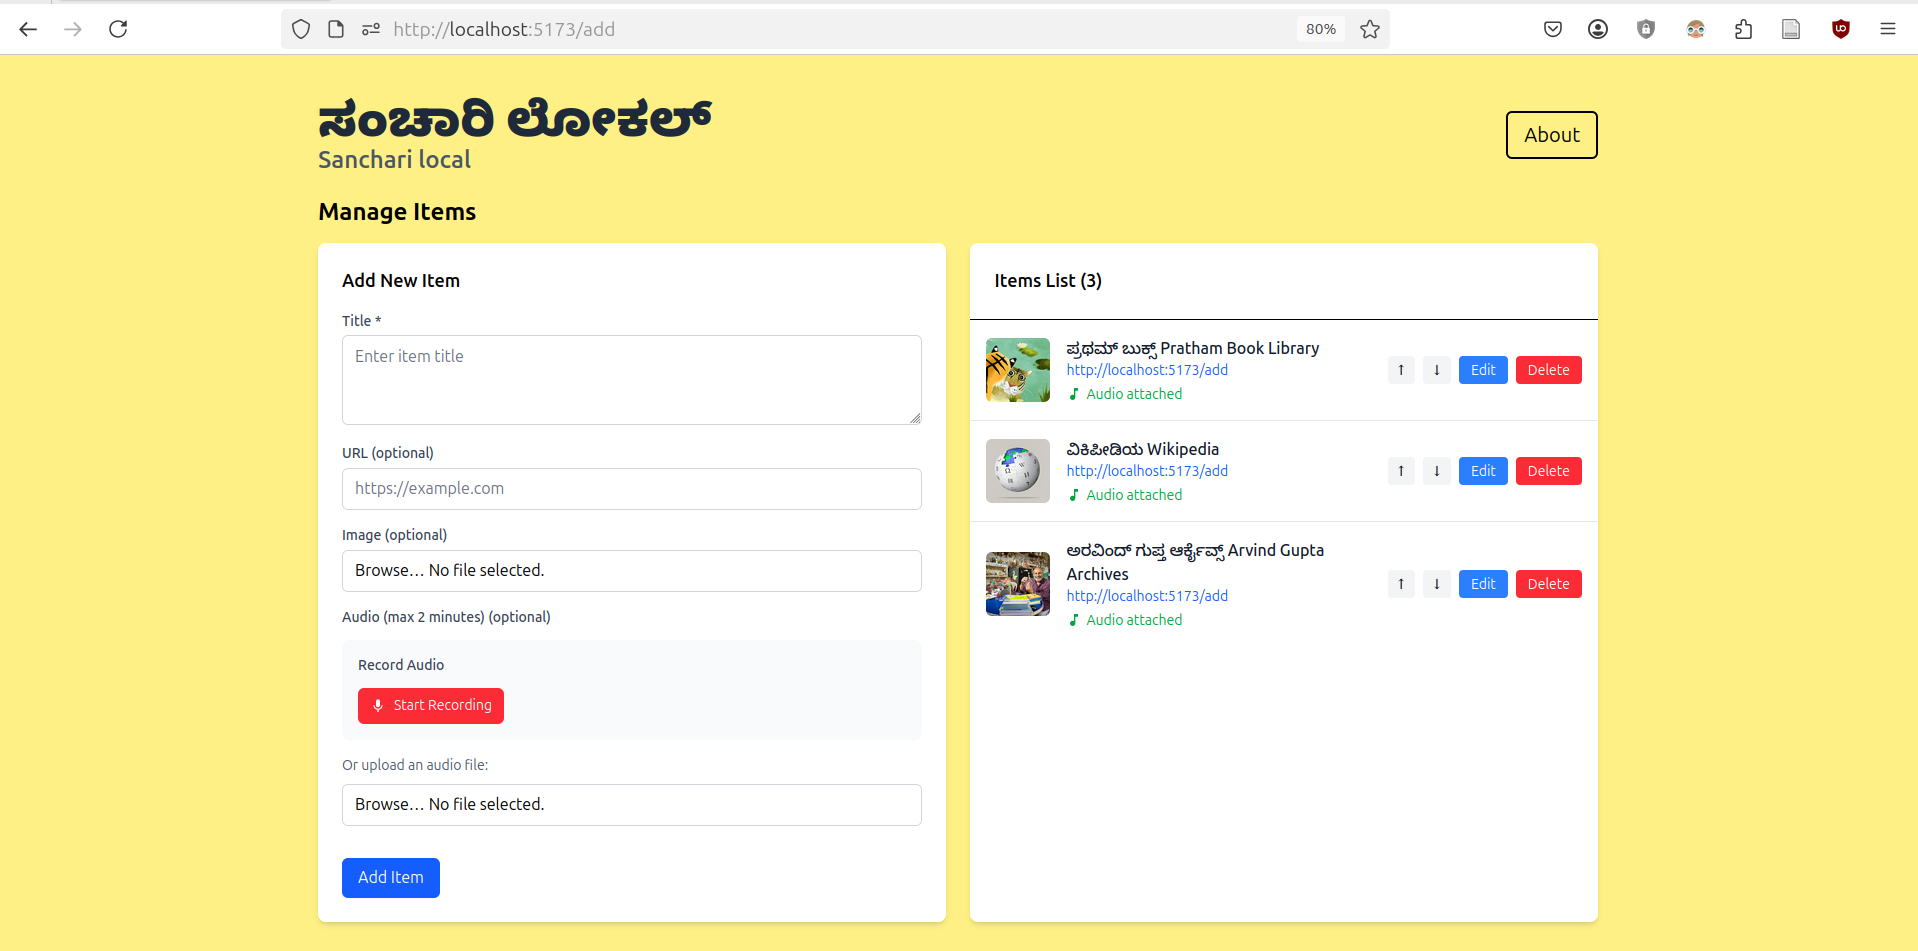 http://localhost:5173/add
80%
ಸಂಚಾರಿ ಲೋಕಲ್
Sanchari local
About
Manage Items
Add New Item
Title *
Enter item title
URL (optional)
https://example.com
Image (optional)
Browse… No file selected.
Audio (max 2 minutes) (optional)
Record Audio
Start Recording
Or upload an audio file:
Browse… No file selected.
Add Item
Items List (3)
ಪ್ರಥಮ್ ಬುಕ್ಸ್ Pratham Book Library
http://localhost:5173/add
Audio attached
↑ ↓ Edit Delete
ವಿಕಿಪೀಡಿಯ Wikipedia
http://localhost:5173/add
Audio attached
↑ ↓ Edit Delete
ಅರವಿಂದ್ ಗುಪ್ತ ಆರ್ಕೈವ್ಸ್ Arvind Gupta
Archives
http://localhost:5173/add
Audio attached
↑ ↓ Edit Delete